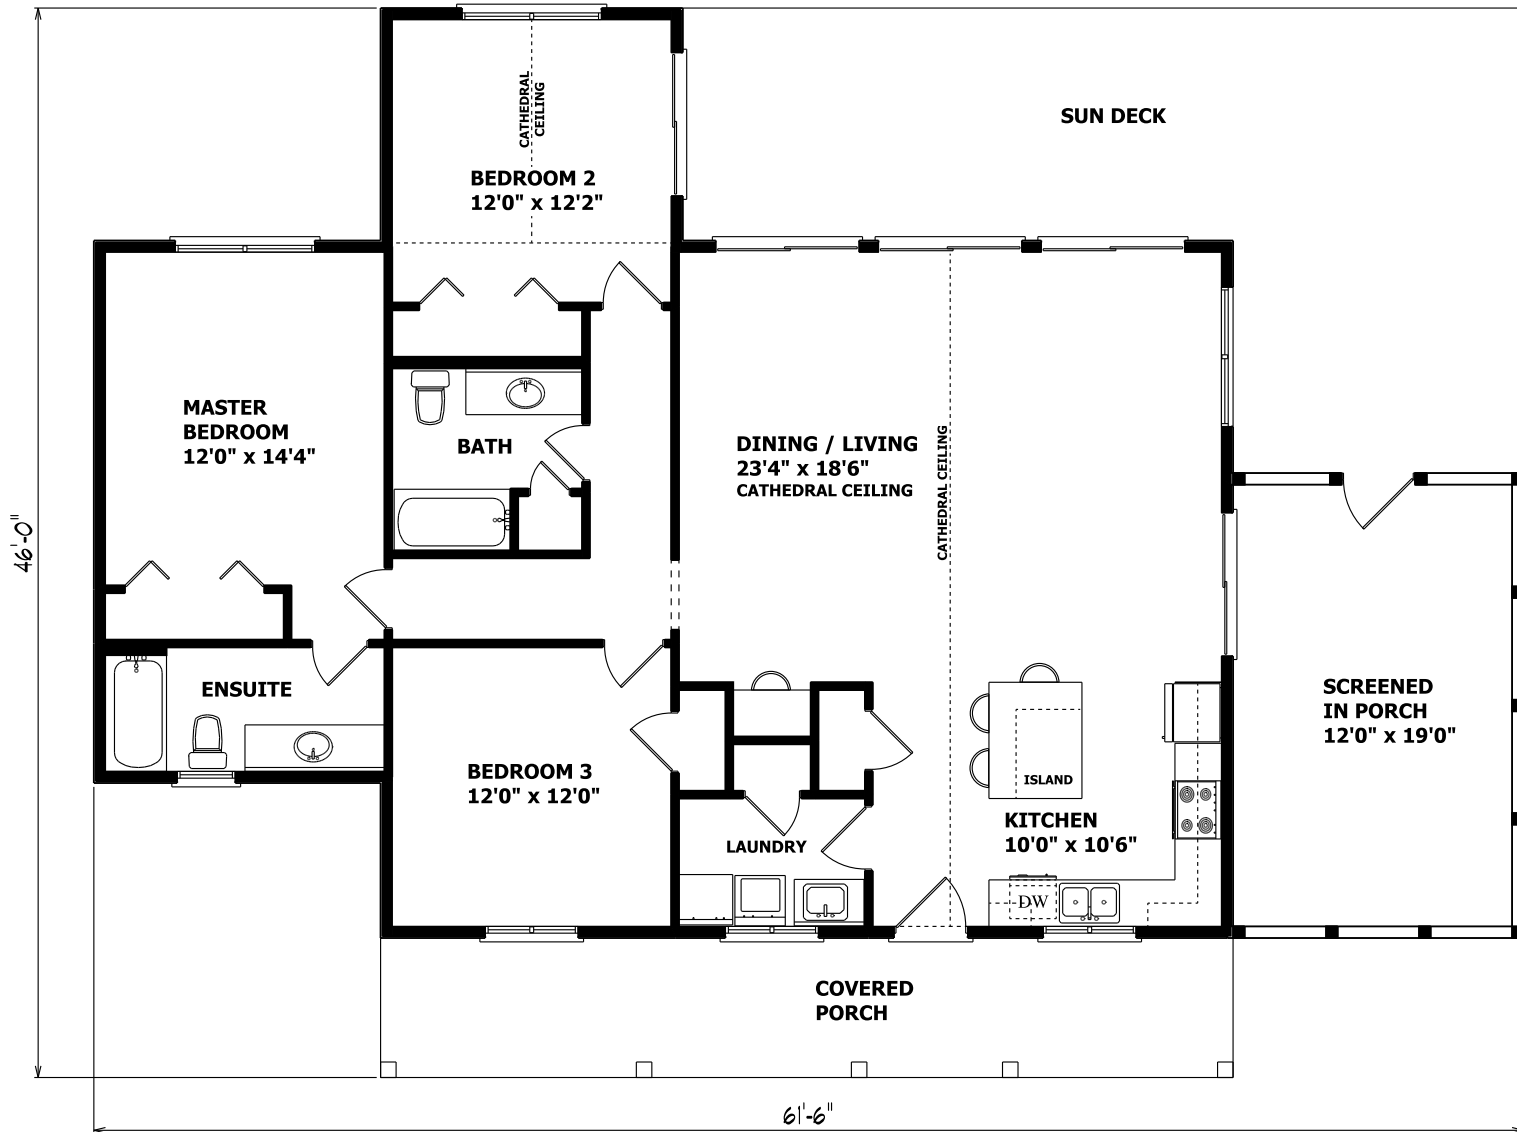 SUN DECK
CATHEDRAL
CEILING
BEDROOM 2
12'0" x 12'2"
MASTER
BEDROOM
12'0" x 14'4"
BATH
DINING / LIVING
23'4" x 18'6"
CATHEDRAL CEILING
CATHEDRAL CEILING
46'-0"
ENSUITE
SCREENED
IN PORCH
12'0" x 19'0"
BEDROOM 3
12'0" x 12'0"
ISLAND
KITCHEN
10'0" x 10'6"
LAUNDRY
DW
COVERED
PORCH
61'-6"